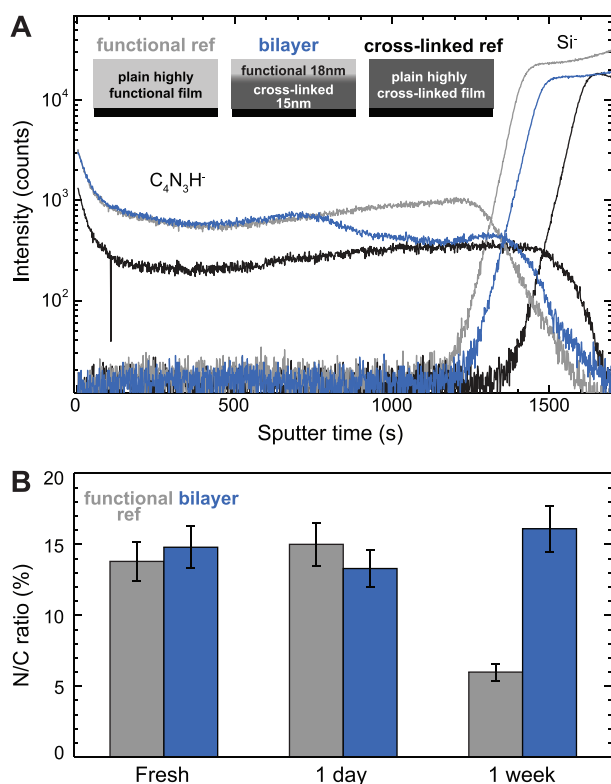 A
functional ref
bilayer
cross-linked ref
Si⁻
plain highly
functional film
functional 18nm
cross-linked
15nm
plain highly
cross-linked film
10⁴
C₄N₃H⁻
10³
10²
Intensity (counts)
0
500
1000
1500
Sputter time (s)
B
20
functional bilayer
ref
15
10
5
0
N/C ratio (%)
Fresh
1 day
1 week